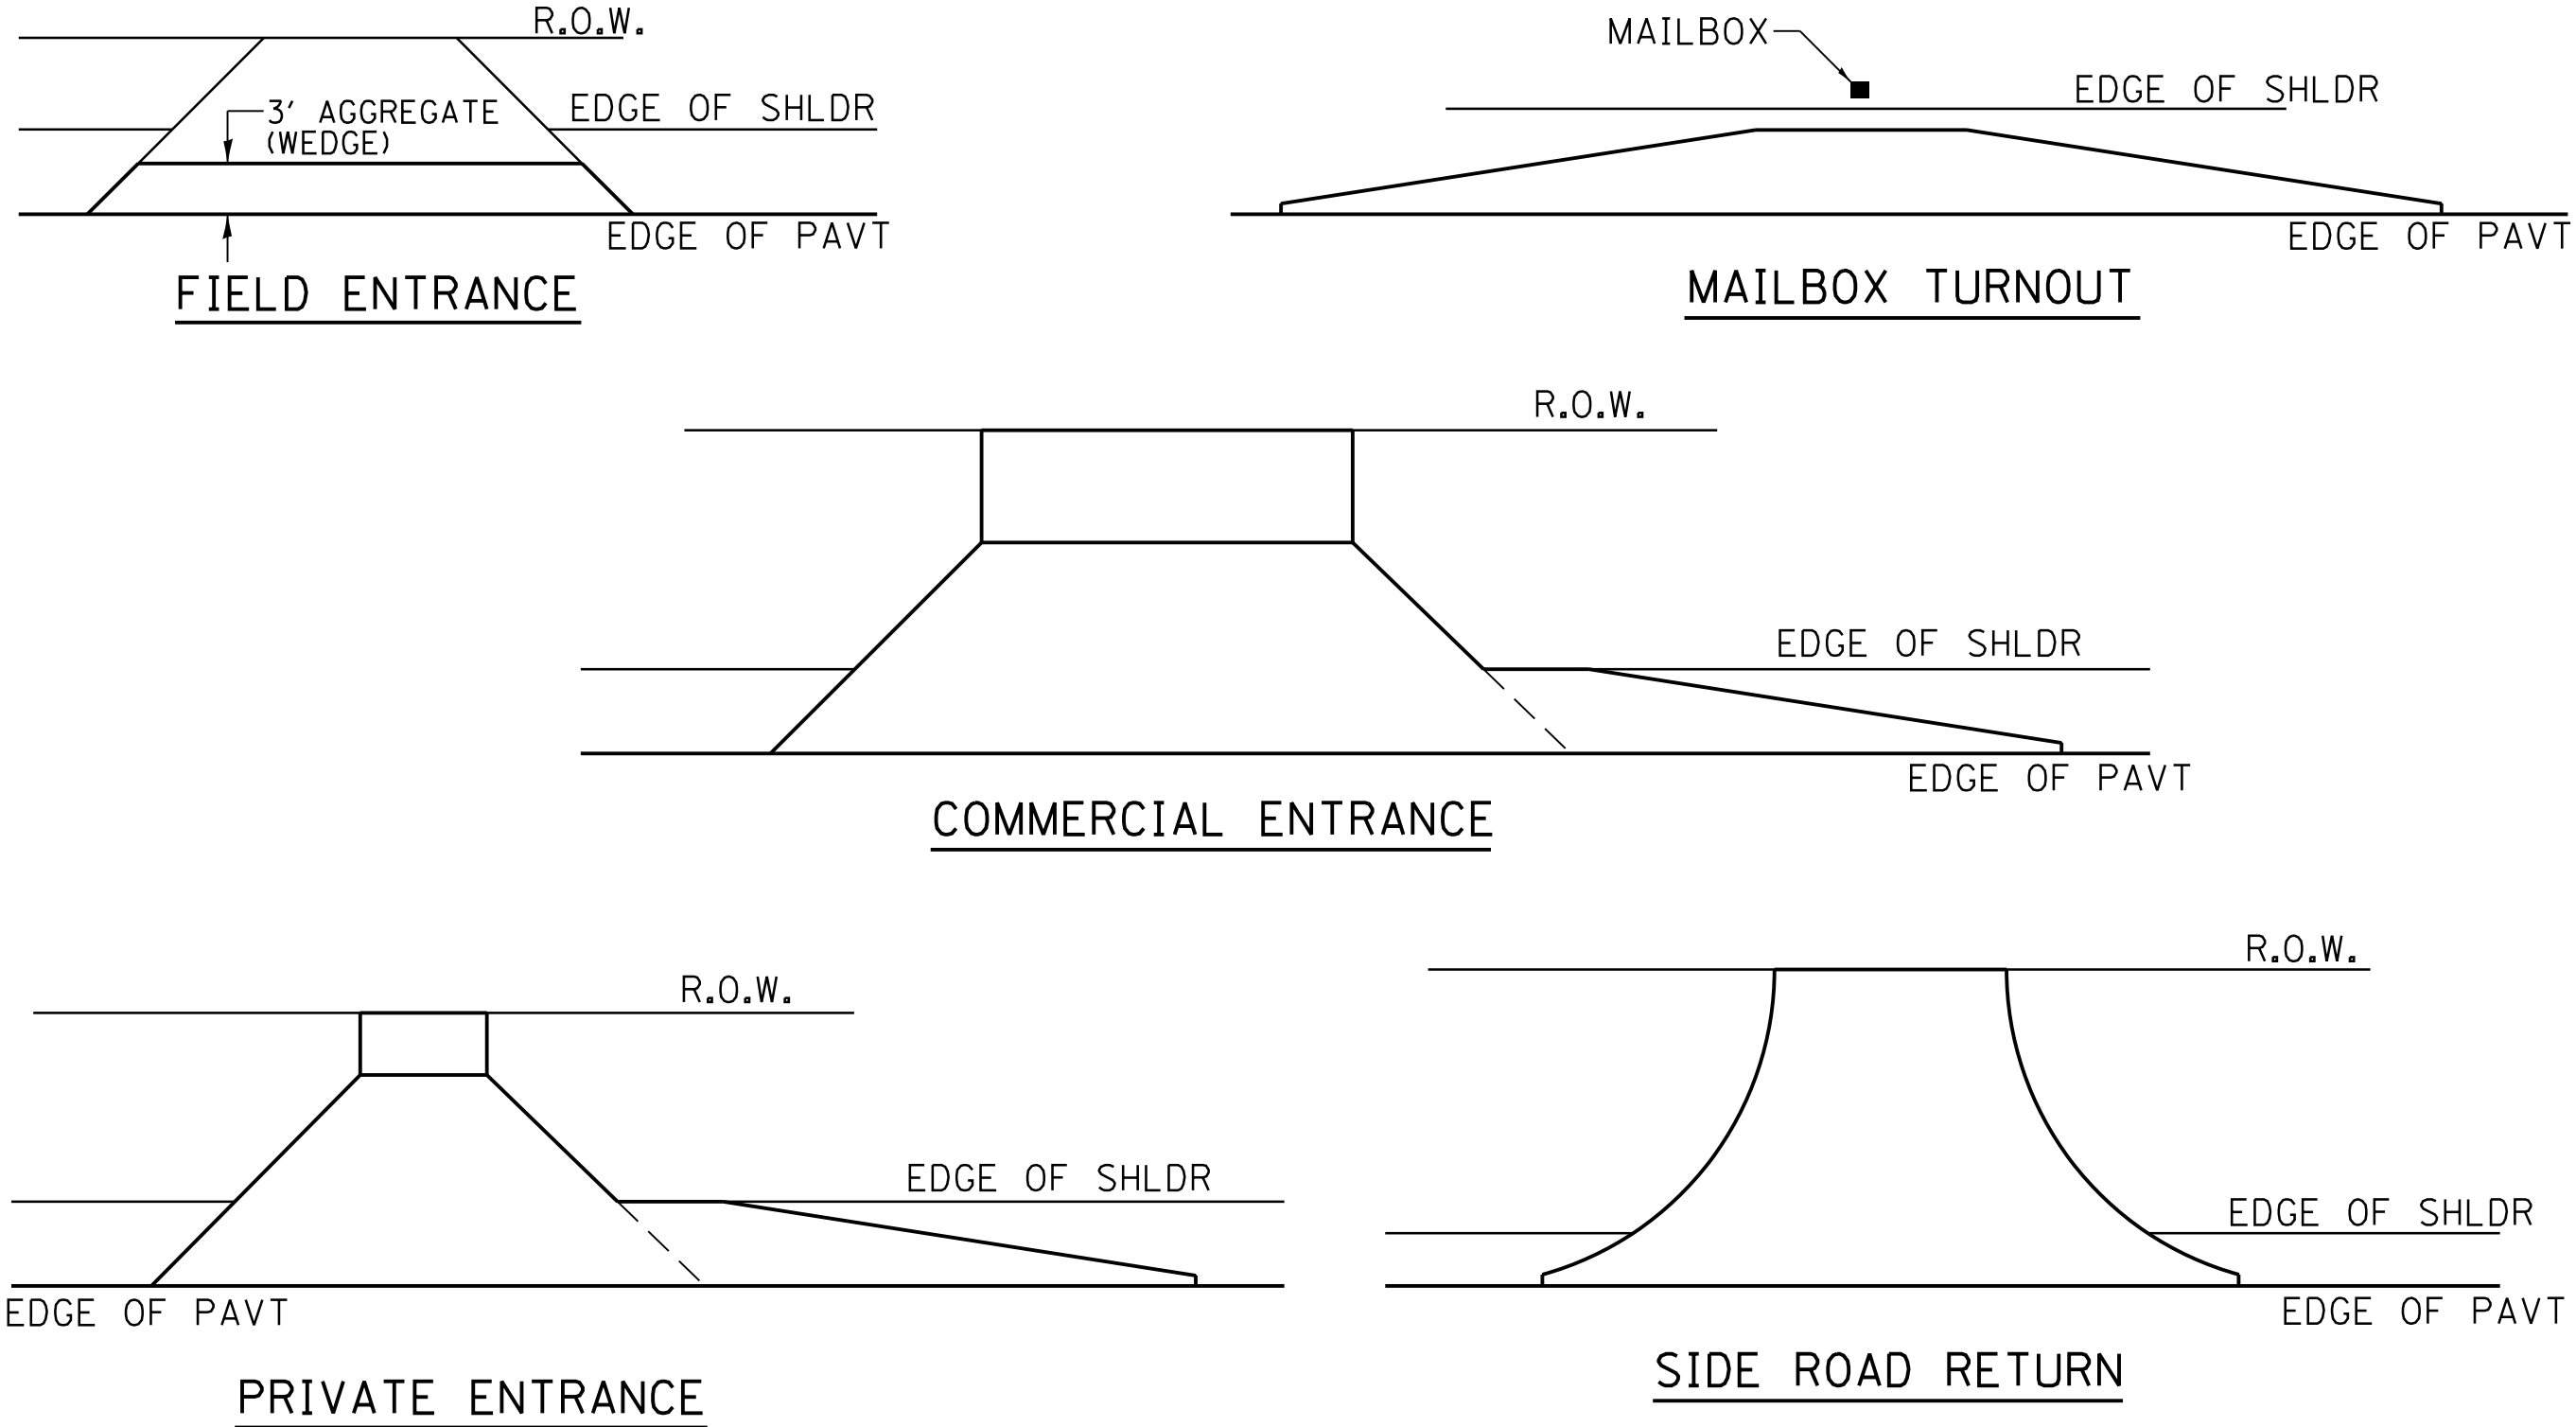 R.O.W.
3' AGGREGATE
(WEDGE)
EDGE OF SHLDR
EDGE OF PAVT
FIELD ENTRANCE
MAILBOX
EDGE OF SHLDR
EDGE OF PAVT
MAILBOX TURNOUT
R.O.W.
EDGE OF SHLDR
EDGE OF PAVT
COMMERCIAL ENTRANCE
R.O.W.
EDGE OF SHLDR
EDGE OF PAVT
PRIVATE ENTRANCE
R.O.W.
EDGE OF SHLDR
EDGE OF PAVT
SIDE ROAD RETURN